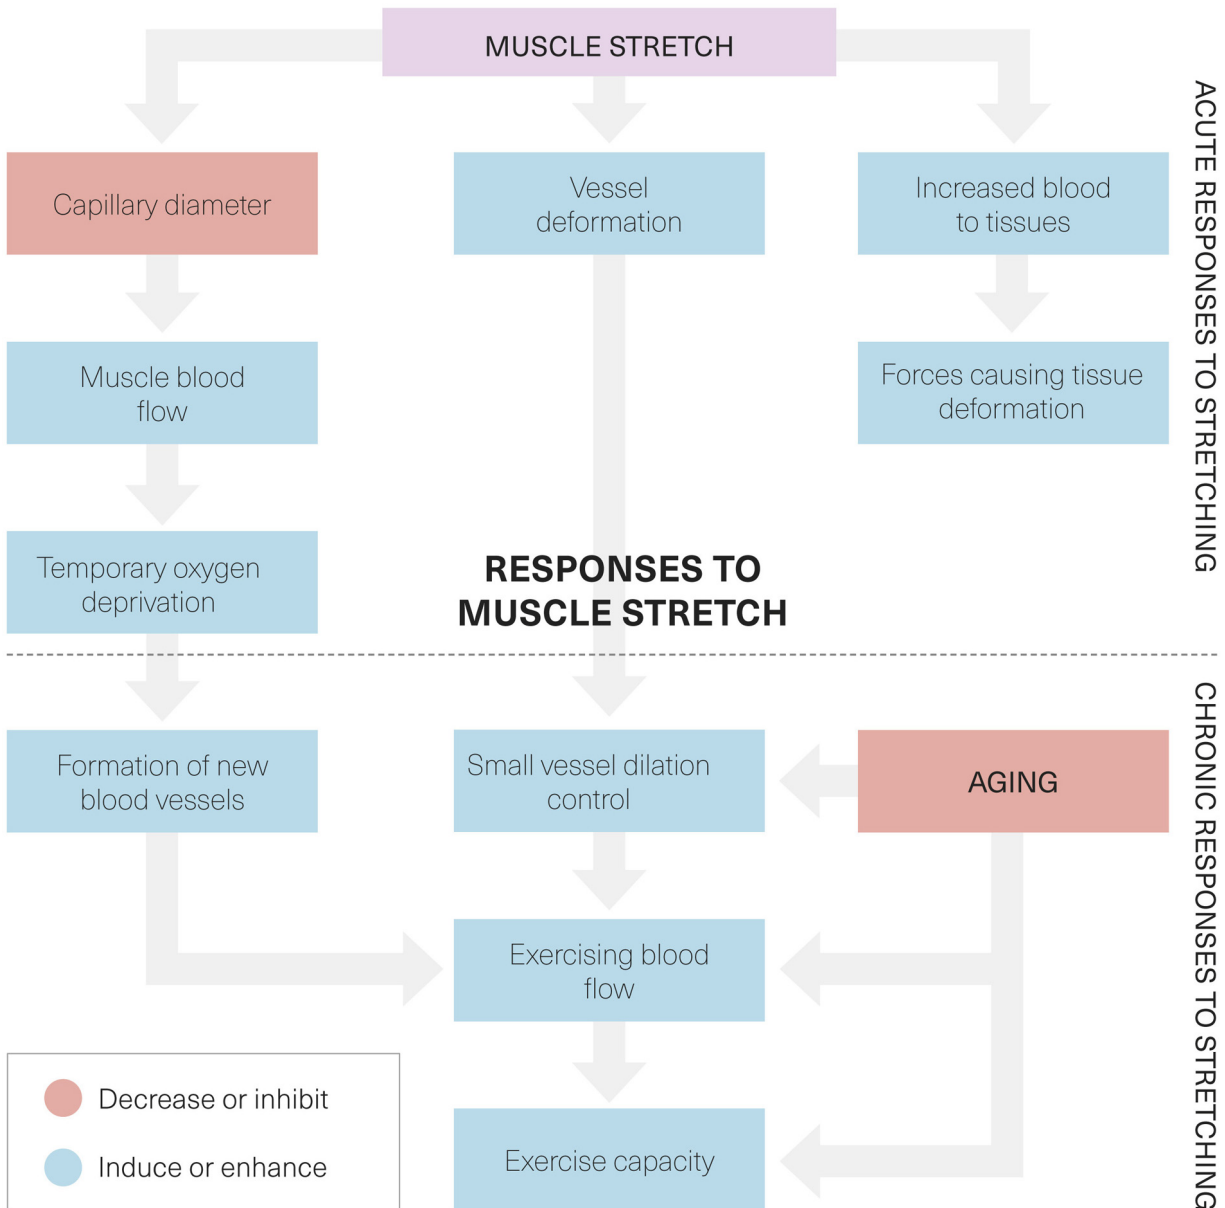 MUSCLE STRETCH
Capillary diameter
Vessel
deformation
Increased blood
to tissues
Muscle blood
flow
Forces causing tissue
deformation
Temporary oxygen
deprivation
RESPONSES TO
MUSCLE STRETCH
ACUTE RESPONSES TO STRETCHING
Formation of new
blood vessels
Small vessel dilation
control
AGING
Exercising blood
flow
Exercise capacity
CHRONIC RESPONSES TO STRETCHING
Decrease or inhibit
Induce or enhance